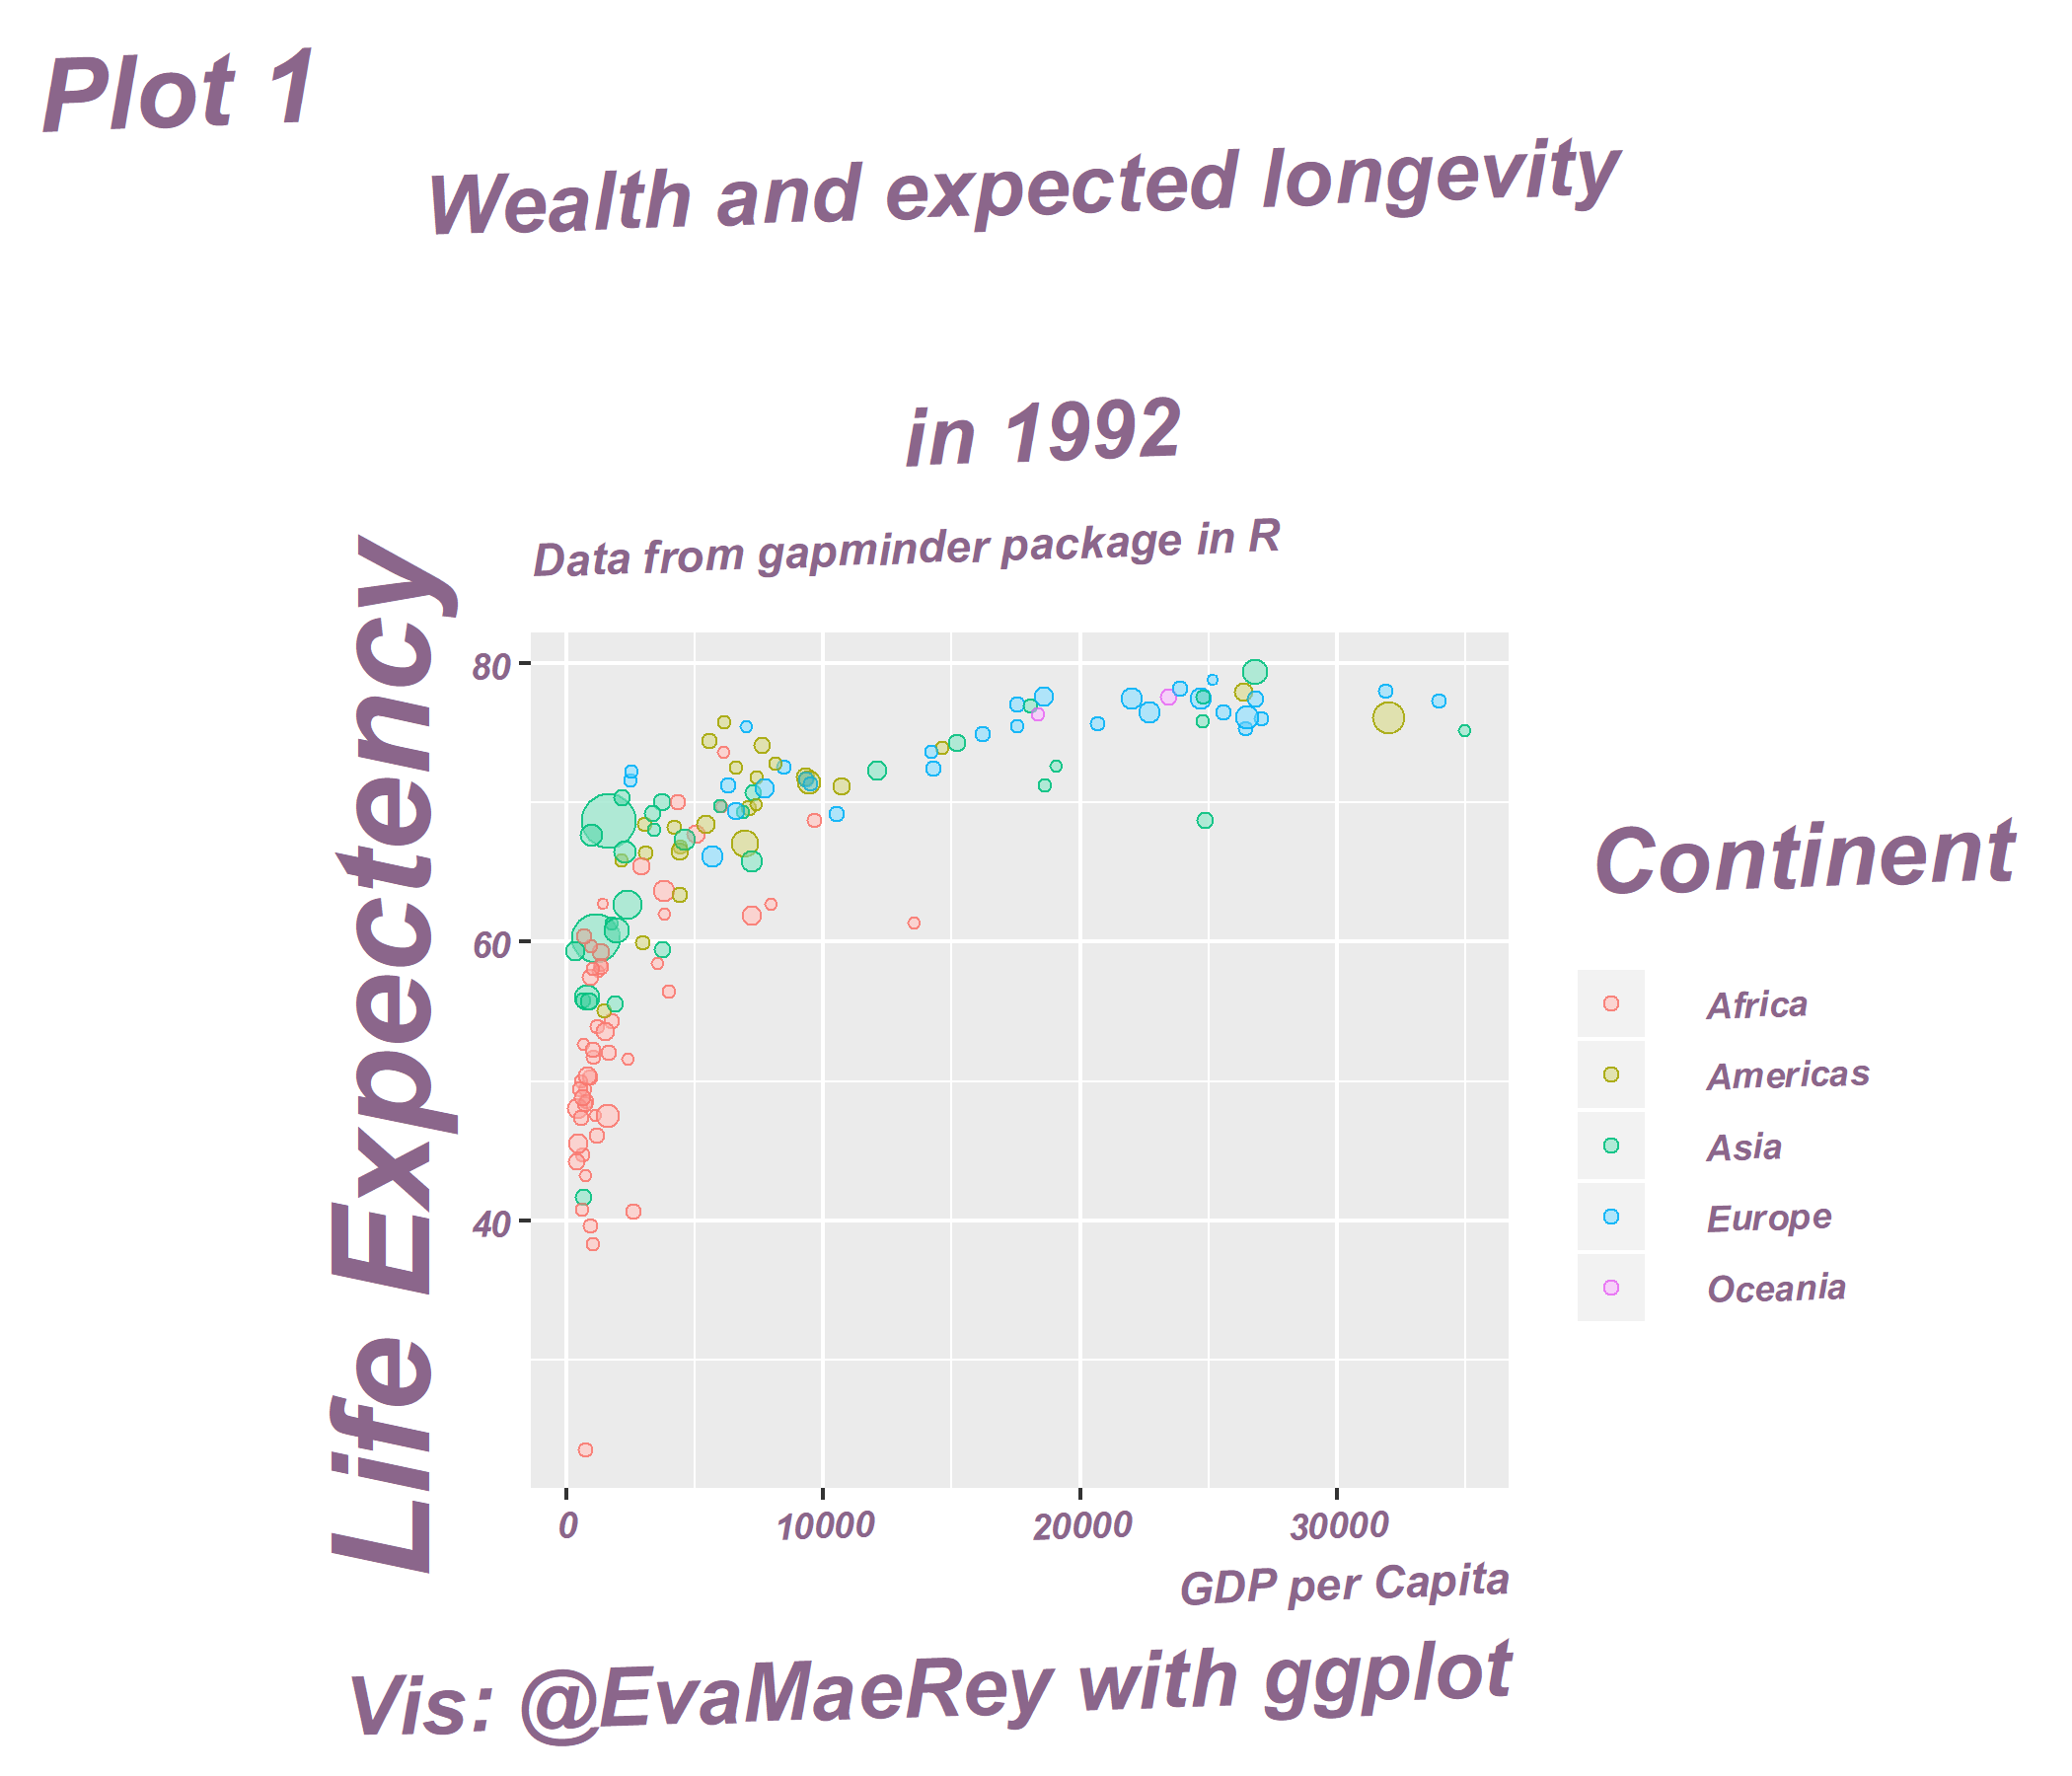 Plot 1
Wealth and expected longevity
in 1992
Data from gapminder package in R
Life Expectency
80
60
40
0 10000 20000 30000
GDP per Capita
Continent
Africa
Americas
Asia
Europe
Oceania
Vis: @EvaMaeRey with ggplot